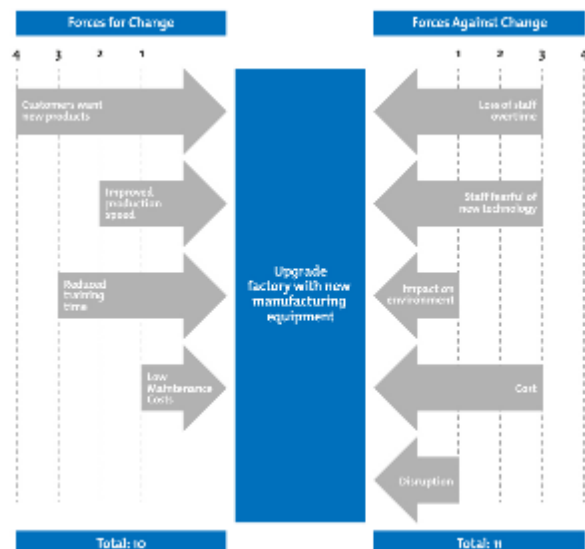 Forces for Change
Forces Against Change
4 3 2 1
1 2 3 4
Customers want
new products
Loss of staff
overtime
Improved
production
speed
Staff fearful of
new technology
Upgrade
factory with new
manufacturing
equipment
Reduced
training
time
Impact on
environment
Low
Maintenance
Costs
Cost
Disruption
Total: 10
Total: 11